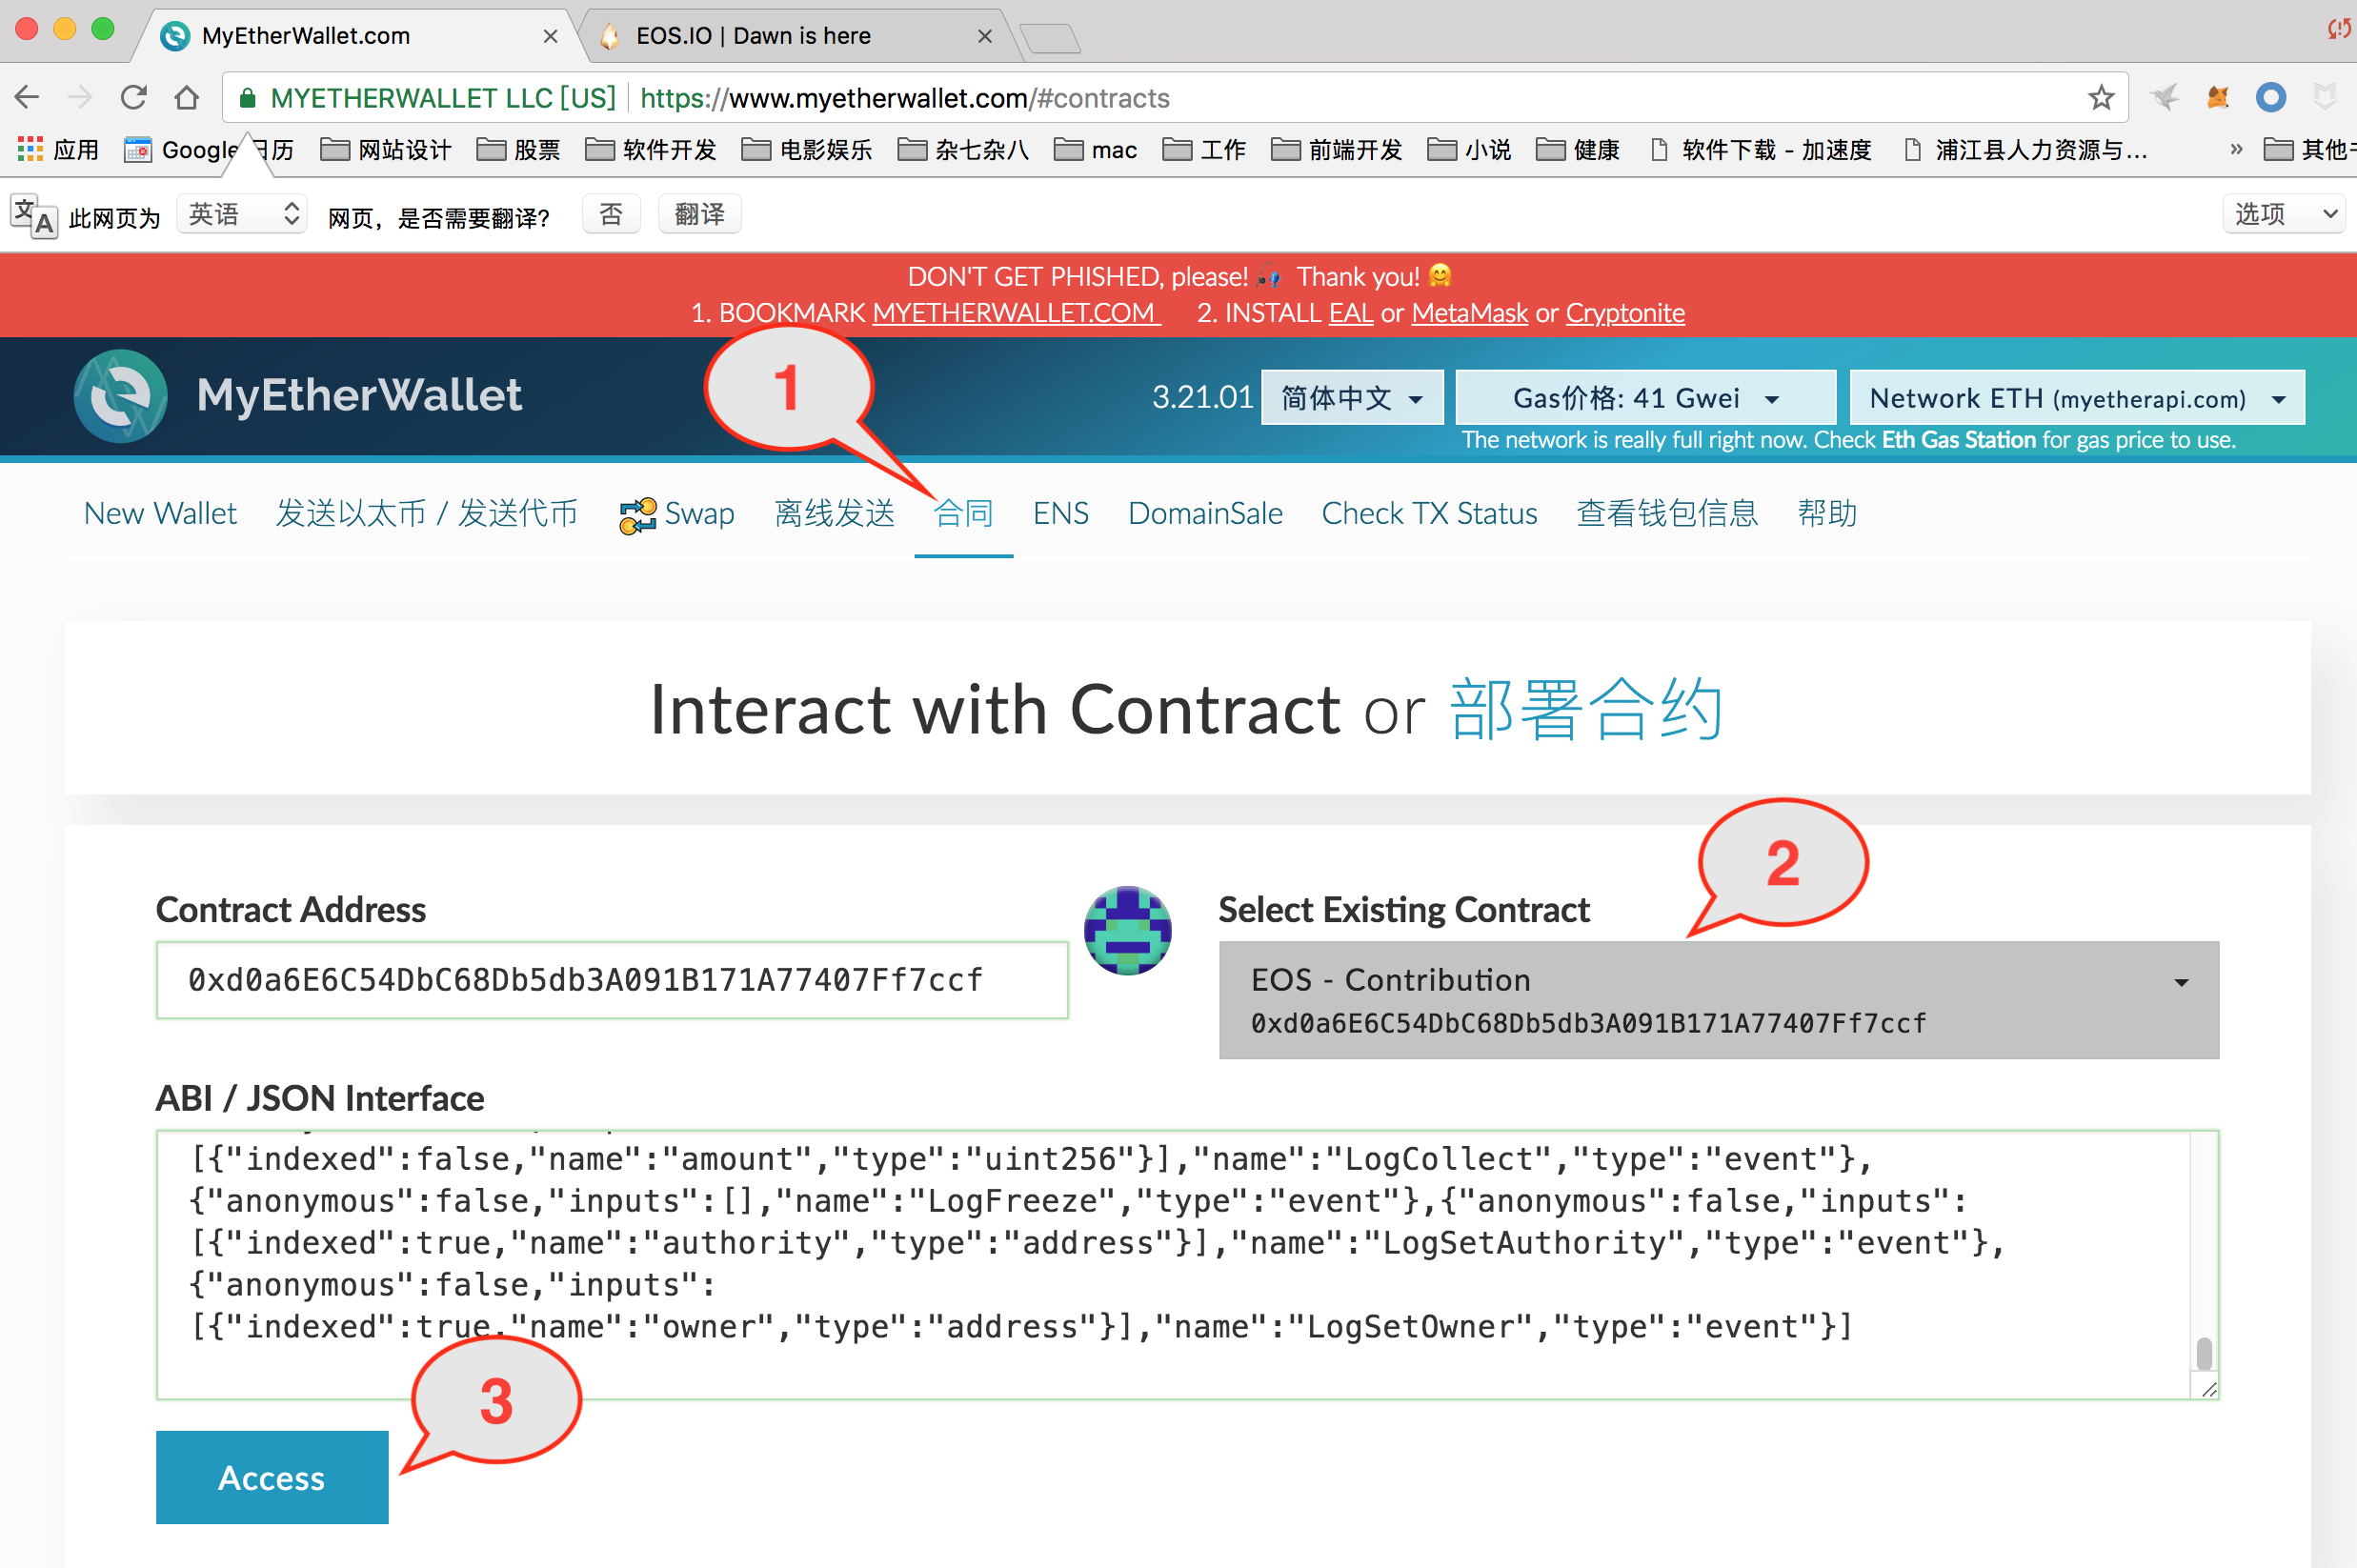 MyEtherWallet.com
EOS.IO | Dawn is here
MYETHERWALLET LLC [US] https://www.myetherwallet.com/#contracts
应用 Google 日历 网站设计 股票 软件开发 电影娱乐 杂七杂八 mac 工作 前端开发 小说 健康 软件下载 - 加速度 浦江县人力资源与... » 其他
此网页为 英语 网页，是否需要翻译? 否 翻译 选项
DON'T GET PHISHED, please! Thank you!
1. BOOKMARK MYETHERWALLET.COM 2. INSTALL EAL or MetaMask or Cryptonite
1
MyEtherWallet 3.21.01 简体中文 Gas价格: 41 Gwei Network ETH (myetherapi.com)
The network is really full right now. Check Eth Gas Station for gas price to use.
New Wallet 发送以太币 / 发送代币 Swap 离线发送 合同 ENS DomainSale Check TX Status 查看钱包信息 帮助
Interact with Contract or 部署合约
2
Contract Address
0xd0a6E6C54DbC68Db5db3A091B171A77407Ff7ccf
Select Existing Contract
EOS - Contribution
0xd0a6E6C54DbC68Db5db3A091B171A77407Ff7ccf
ABI / JSON Interface
[{"indexed":false,"name":"amount","type":"uint256"}],"name":"LogCollect","type":"event"},
{"anonymous":false,"inputs":[],"name":"LogFreeze","type":"event"},{"anonymous":false,"inputs":
[{"indexed":true,"name":"authority","type":"address"}],"name":"LogSetAuthority","type":"event"},
{"anonymous":false,"inputs":
[{"indexed":true,"name":"owner","type":"address"}],"name":"LogSetOwner","type":"event"}]
3
Access